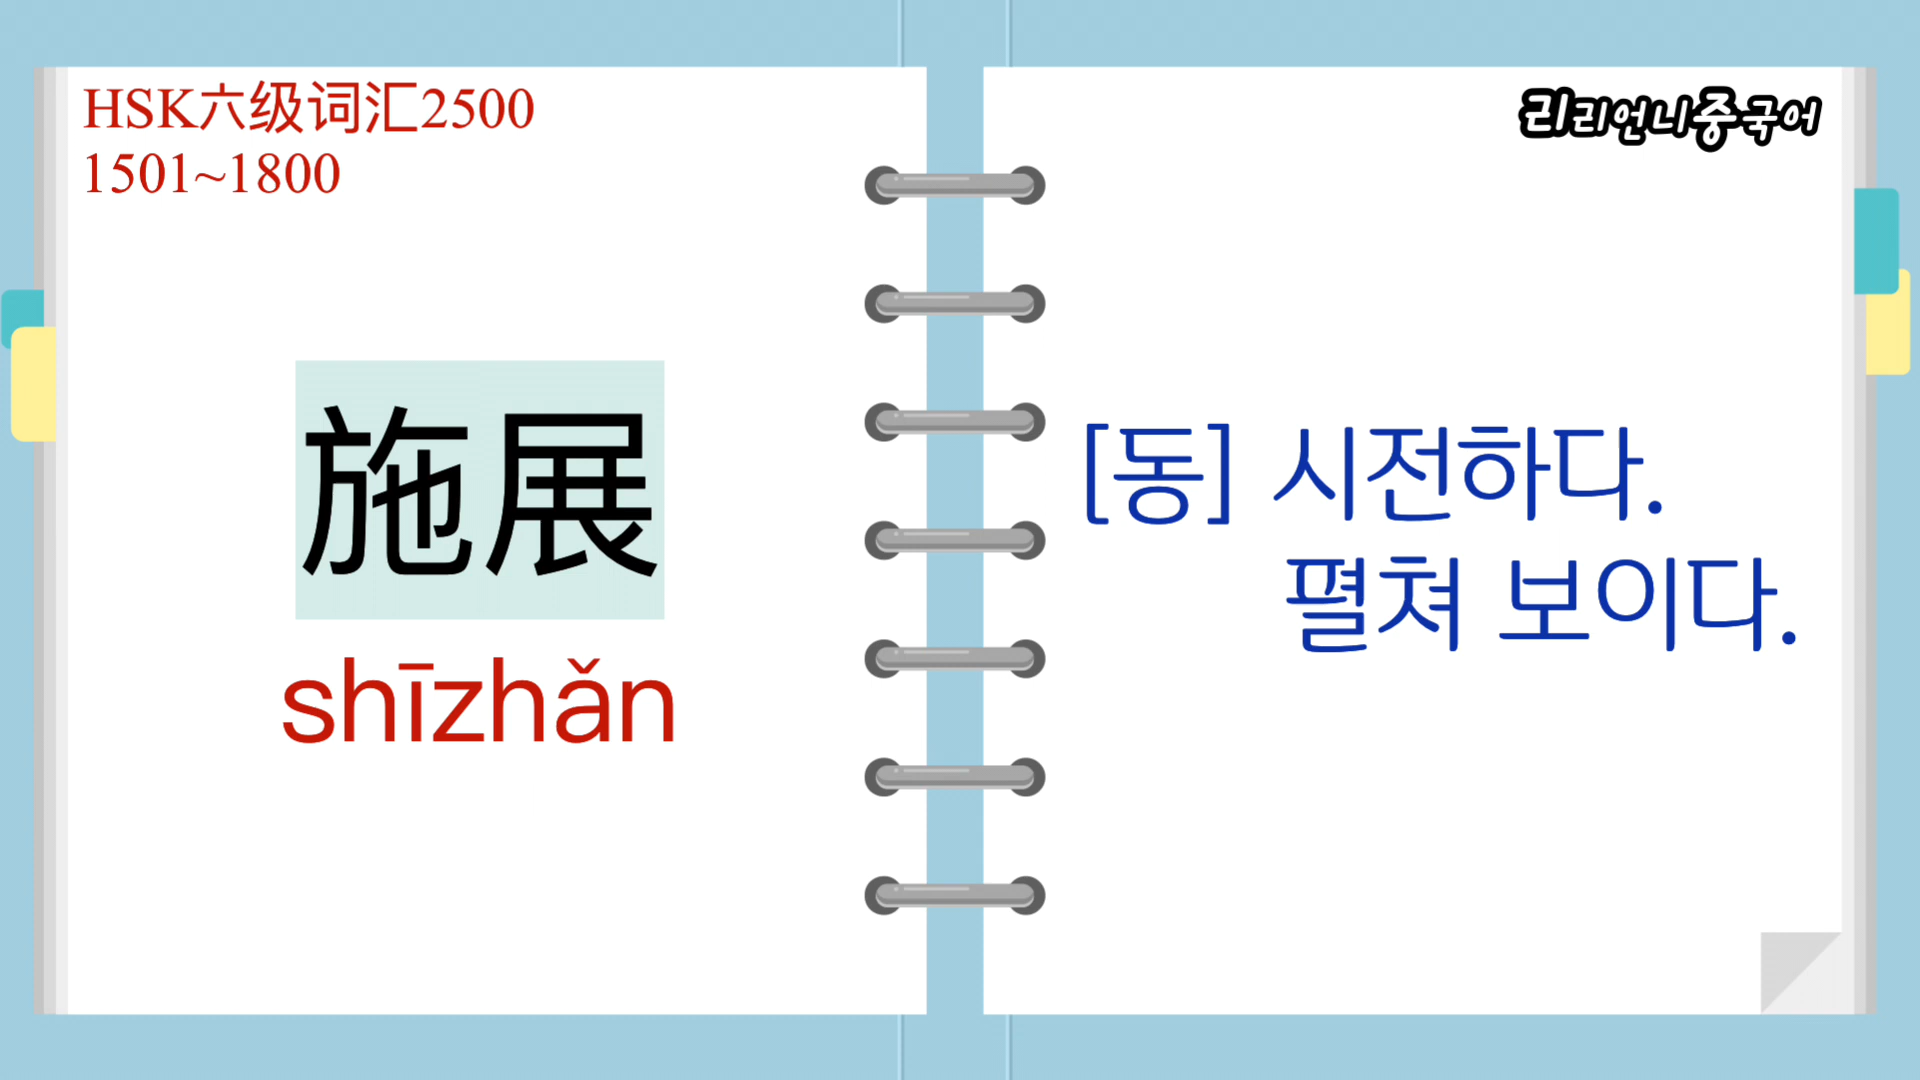 HSK六级词汇2500
1501~1800
施展
shīzhǎn
리리언니중국어
[동] 시전하다.
펼쳐 보이다.